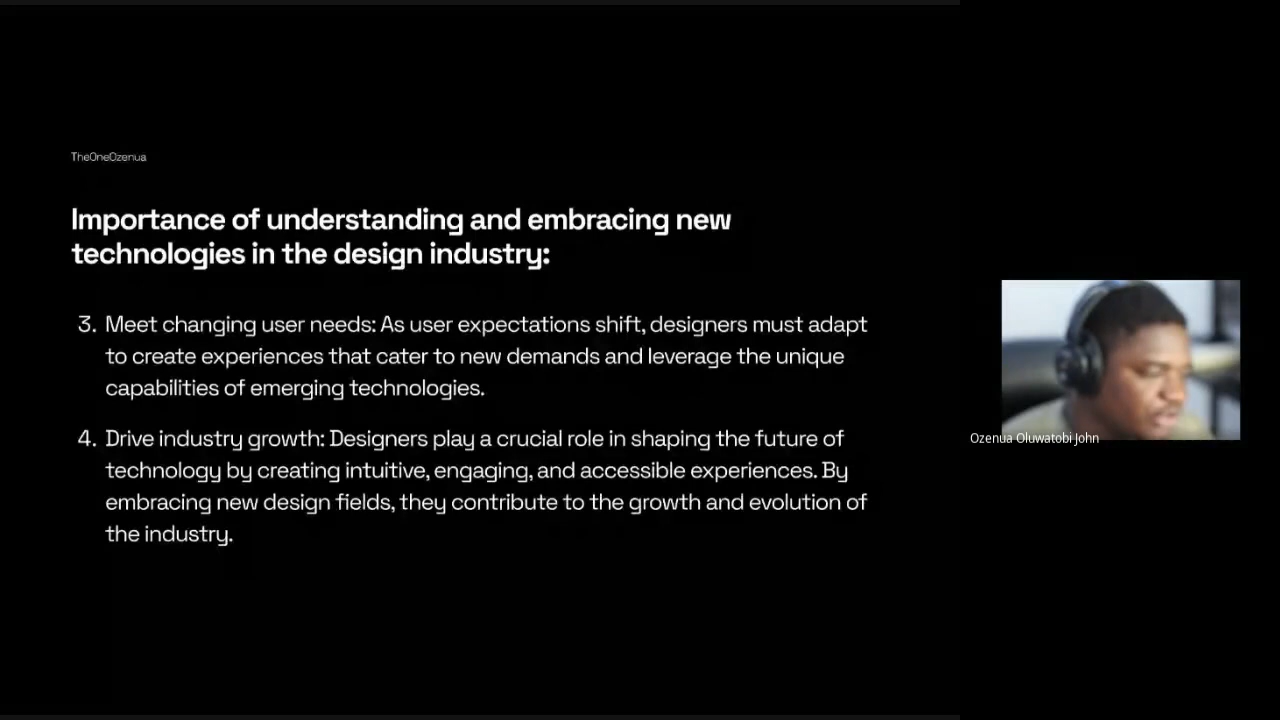 TheOneOzenua
Importance of understanding and embracing new
technologies in the design industry:
3. Meet changing user needs: As user expectations shift, designers must adapt
to create experiences that cater to new demands and leverage the unique
capabilities of emerging technologies.
4. Drive industry growth: Designers play a crucial role in shaping the future of
technology by creating intuitive, engaging, and accessible experiences. By
embracing new design fields, they contribute to the growth and evolution of
the industry.
Ozenua Oluwatobi John